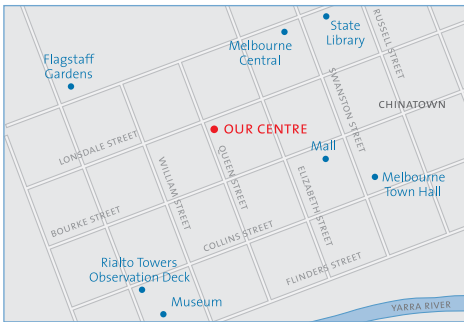 State
Library
RUSSELL STREET
Melbourne
Central
Flagstaff
Gardens
SWANSTON STREET
CHINATOWN
OUR CENTRE
LONSDALE STREET
Mall
QUEEN STREET
WILLIAM STREET
ELIZABETH STREET
Melbourne
Town Hall
BOURKE STREET
COLLINS STREET
Rialto Towers
Observation Deck
FLINDERS STREET
Museum
YARRA RIVER